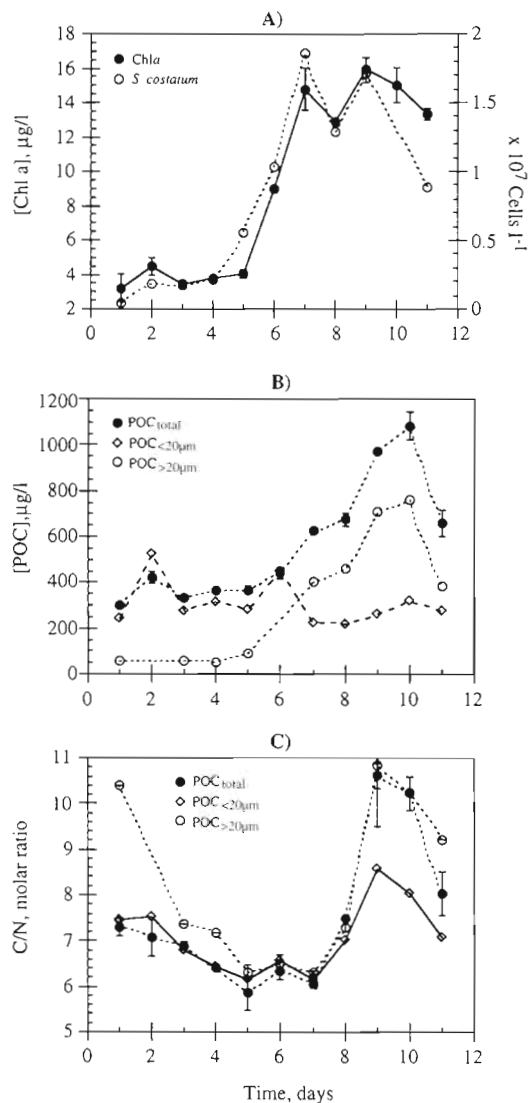 A)
Chla
S costatum
[Chl a], µg/l
18
16
14
12
10
8
6
4
2
2
1.5
1
0.5
0
x 10^7 Cells l^-1
0 2 4 6 8 10 12
B)
POC_total
POC_<20µm
POC_>20µm
[POC],µg/l
1200
1000
800
600
400
200
0
0 2 4 6 8 10 12
C)
POC_total
POC_<20µm
POC_>20µm
C/N, molar ratio
11
10
9
8
7
6
5
0 2 4 6 8 10 12
Time, days